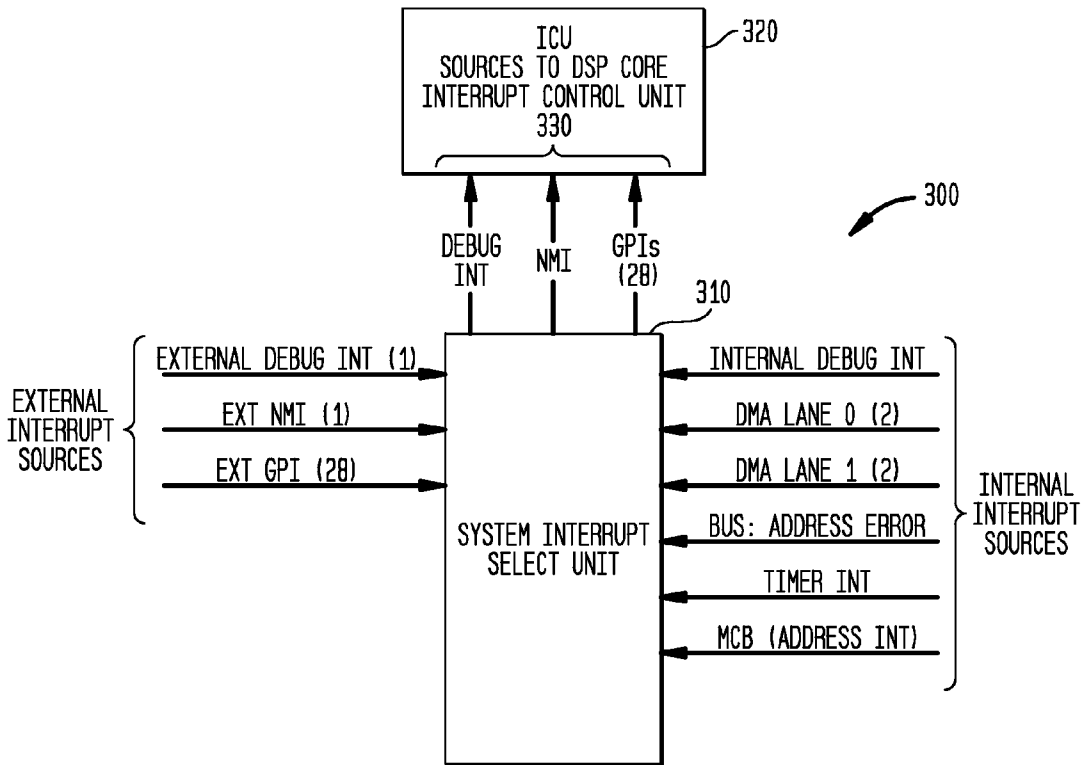 320
ICU
SOURCES TO DSP CORE
INTERRUPT CONTROL UNIT
330
300
DEBUG
INT
NMI
GPIs
(28)
310
EXTERNAL
INTERRUPT
SOURCES
EXTERNAL DEBUG INT (1)
EXT NMI (1)
EXT GPI (28)
SYSTEM INTERRUPT
SELECT UNIT
INTERNAL DEBUG INT
DMA LANE 0 (2)
DMA LANE 1 (2)
BUS: ADDRESS ERROR
TIMER INT
MCB (ADDRESS INT)
INTERNAL
INTERRUPT
SOURCES